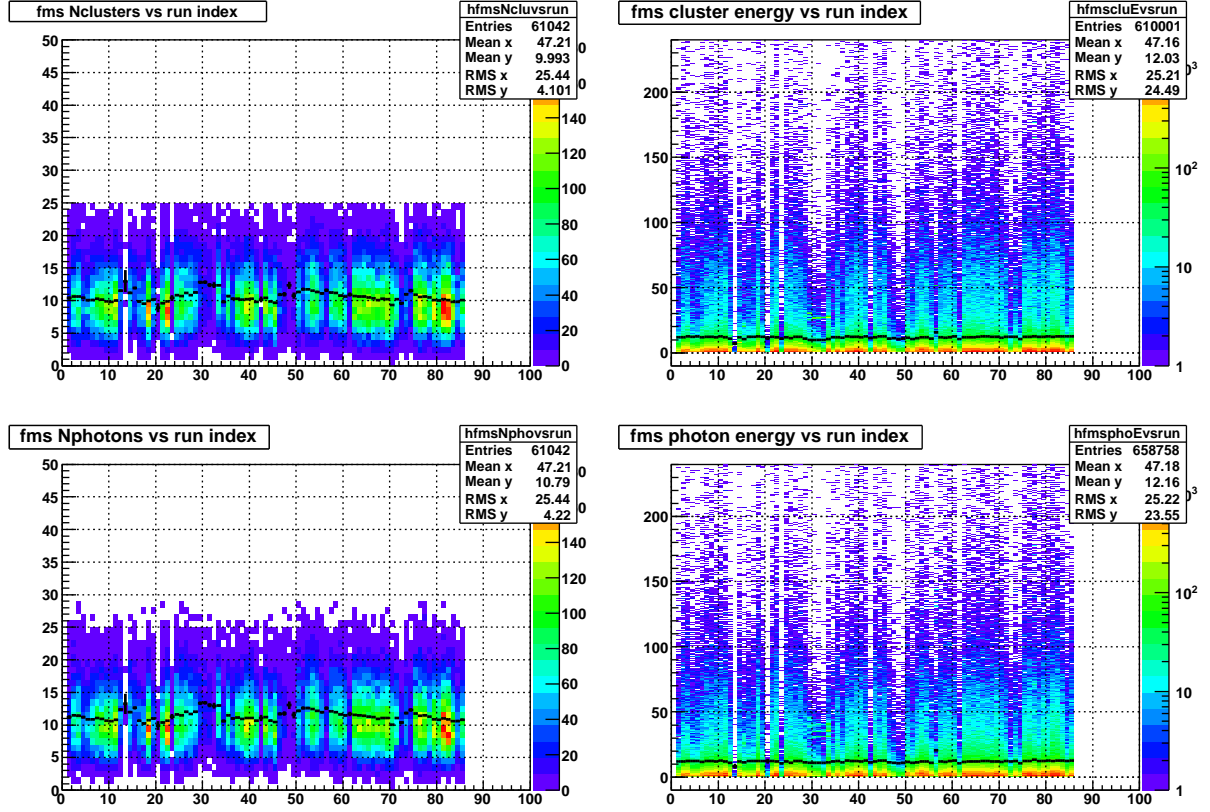 fms Nclusters vs run index
hfmsNcluvsrun
Entries 61042
Mean x 47.21
Mean y 9.993
RMS x 25.44
RMS y 4.101
50
45
40
35
30
25
20
15
10
5
0
0 10 20 30 40 50 60 70 80 90 100
140
120
100
80
60
40
20
0
fms cluster energy vs run index
hfmscluEvsrun
Entries 610001
Mean x 47.16
Mean y 12.03
RMS x 25.21
RMS y 24.49
200
150
100
50
0
0 10 20 30 40 50 60 70 80 90 100
10²
10
1
fms Nphotons vs run index
hfmsNphovsrun
Entries 61042
Mean x 47.21
Mean y 10.79
RMS x 25.44
RMS y 4.22
50
45
40
35
30
25
20
15
10
5
0
0 10 20 30 40 50 60 70 80 90 100
140
120
100
80
60
40
20
0
fms photon energy vs run index
hfmsphoEvsrun
Entries 658758
Mean x 47.18
Mean y 12.16
RMS x 25.22
RMS y 23.55
200
150
100
50
0
0 10 20 30 40 50 60 70 80 90 100
10²
10
1